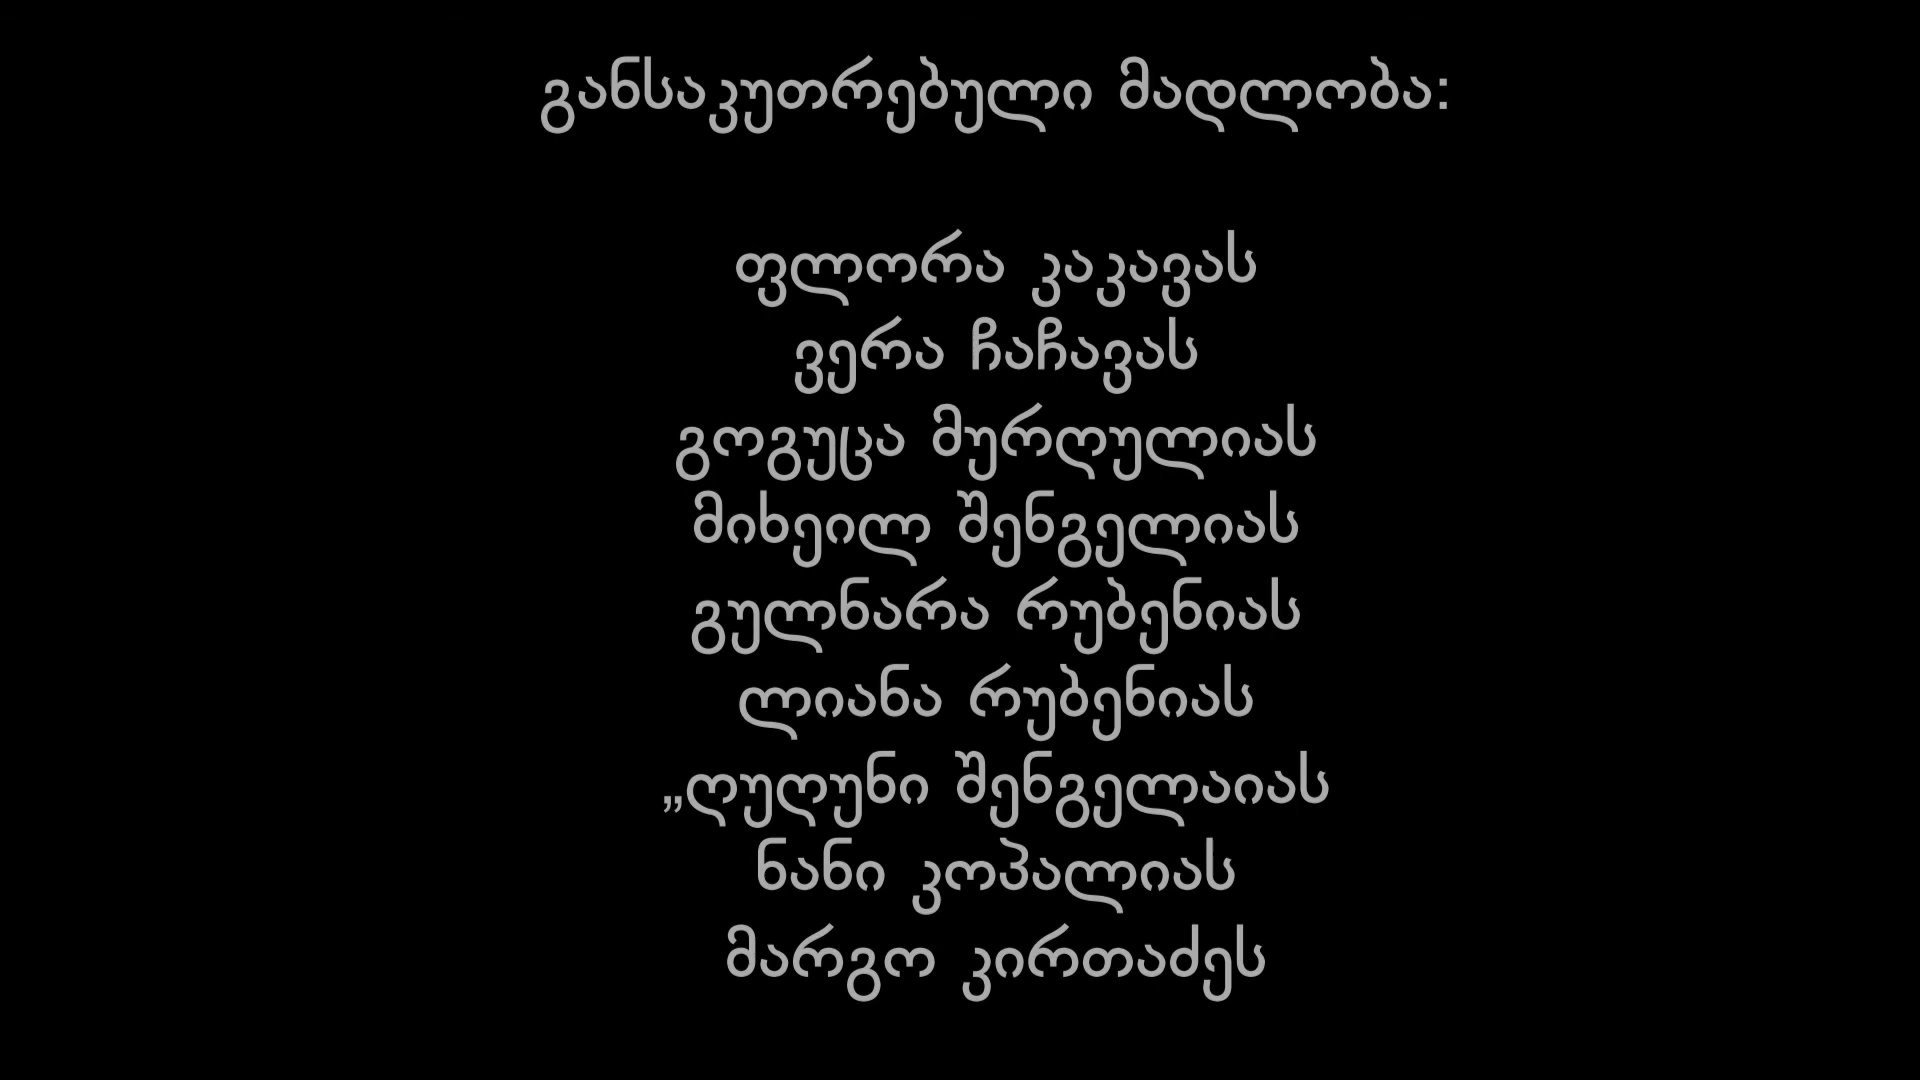 განსაკუთრებული მადლობა:
ფლორა კაკავას
ვერა ჩაჩავას
გოგუცა მურღულიას
მიხეილ შენგელიას
გულნარა რუბენიას
ლიანა რუბენიას
„ღუღუნი შენგელაიას
ნანი კოპალიას
მარგო კირთაძეს